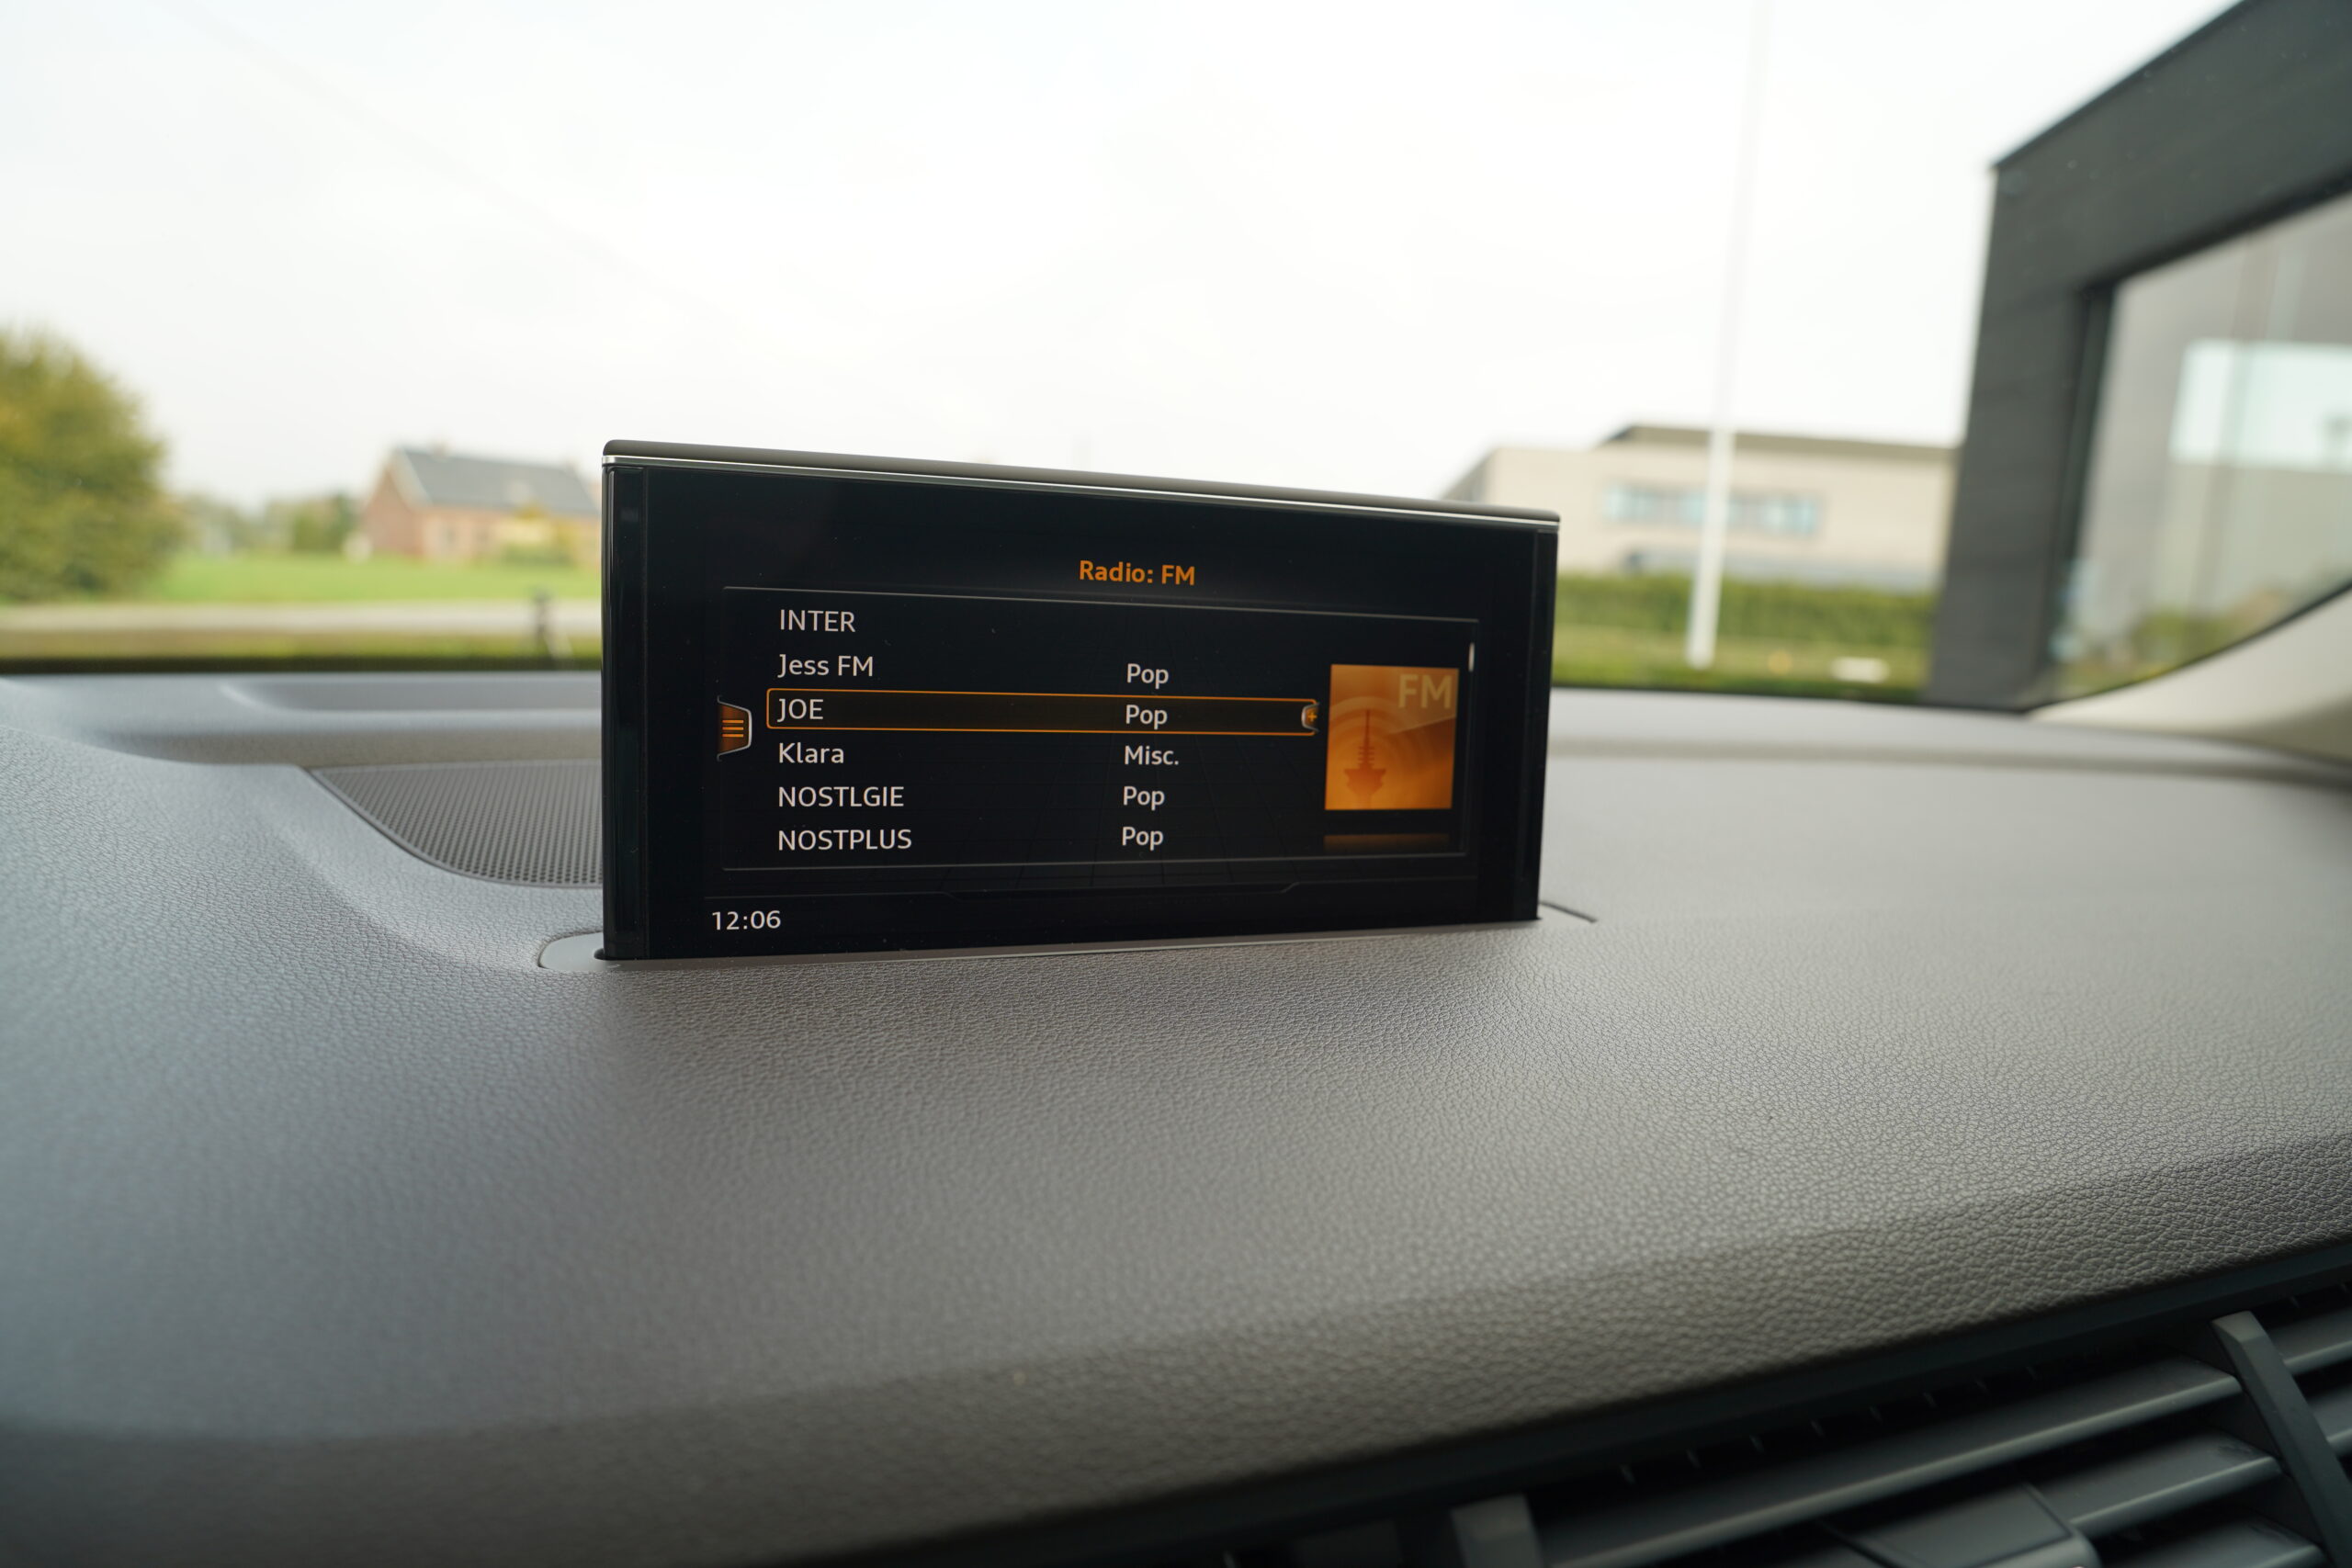 Radio: FM
INTER
Jess FM Pop
JOE Pop
FM
Klara Misc.
NOSTLGIE Pop
NOSTPLUS Pop
12:06